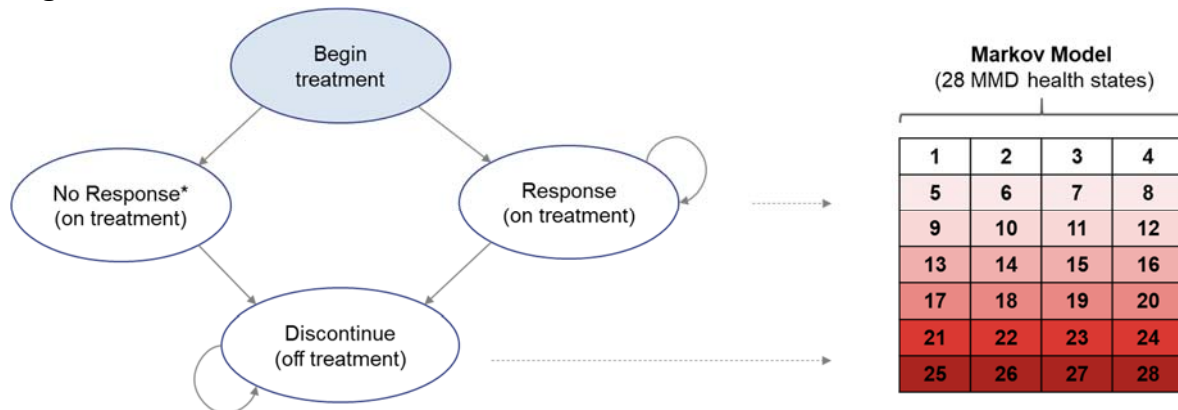 Begin
treatment
No Response*
(on treatment)
Response
(on treatment)
Discontinue
(off treatment)
Markov Model
(28 MMD health states)
1 2 3 4
5 6 7 8
9 10 11 12
13 14 15 16
17 18 19 20
21 22 23 24
25 26 27 28